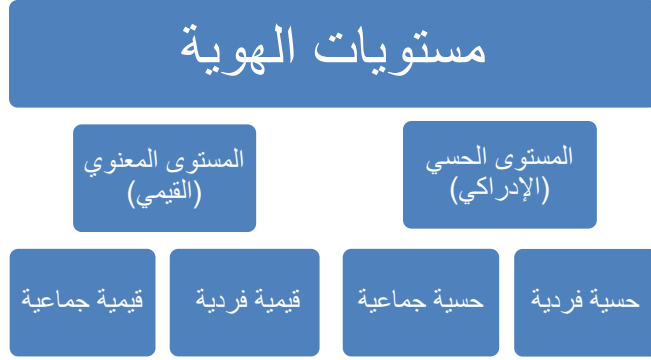 مستويات الهوية
المستوى الحسي
(الإدراكي)
المستوى المعنوي
(القيمي)
حسية فردية
حسية جماعية
قيمية فردية
قيمية جماعية